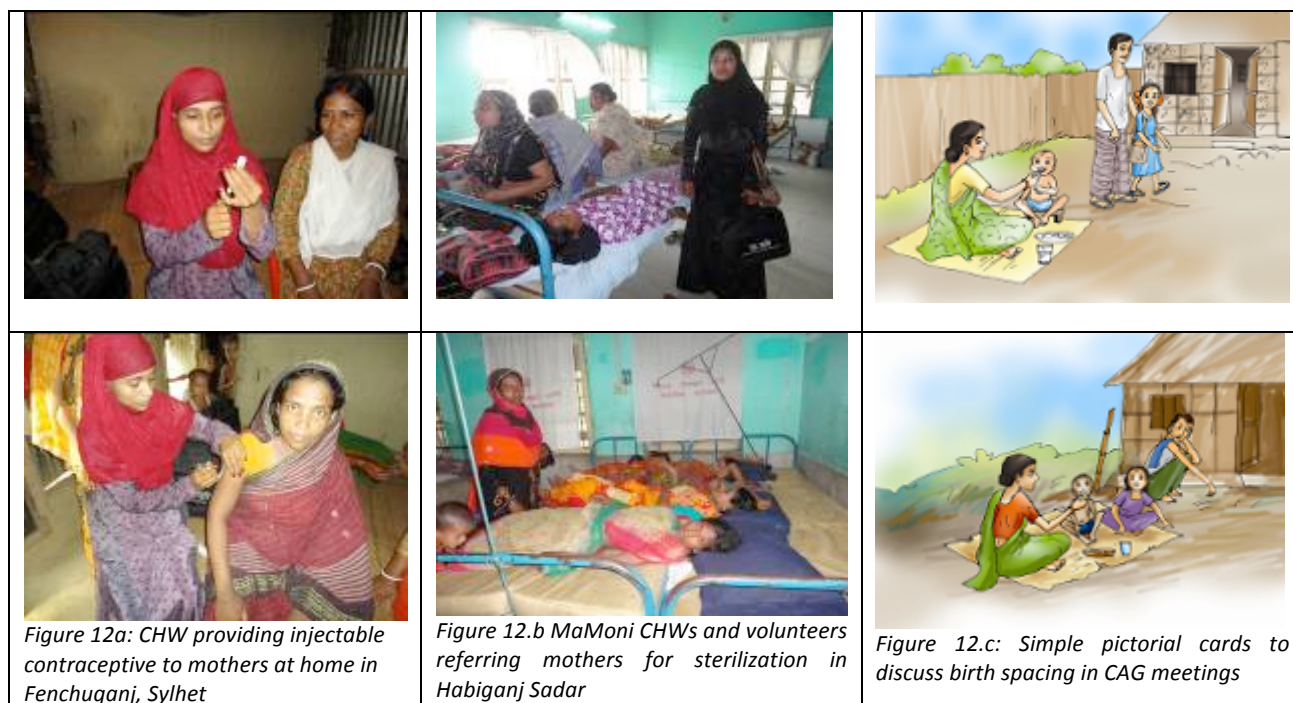 Figure 12a: CHW providing injectable
contraceptive to mothers at home in
Fenchuganj, Sylhet
Figure 12.b MaMoni CHWs and volunteers
referring mothers for sterilization in
Habiganj Sadar
Figure 12.c: Simple pictorial cards to
discuss birth spacing in CAG meetings